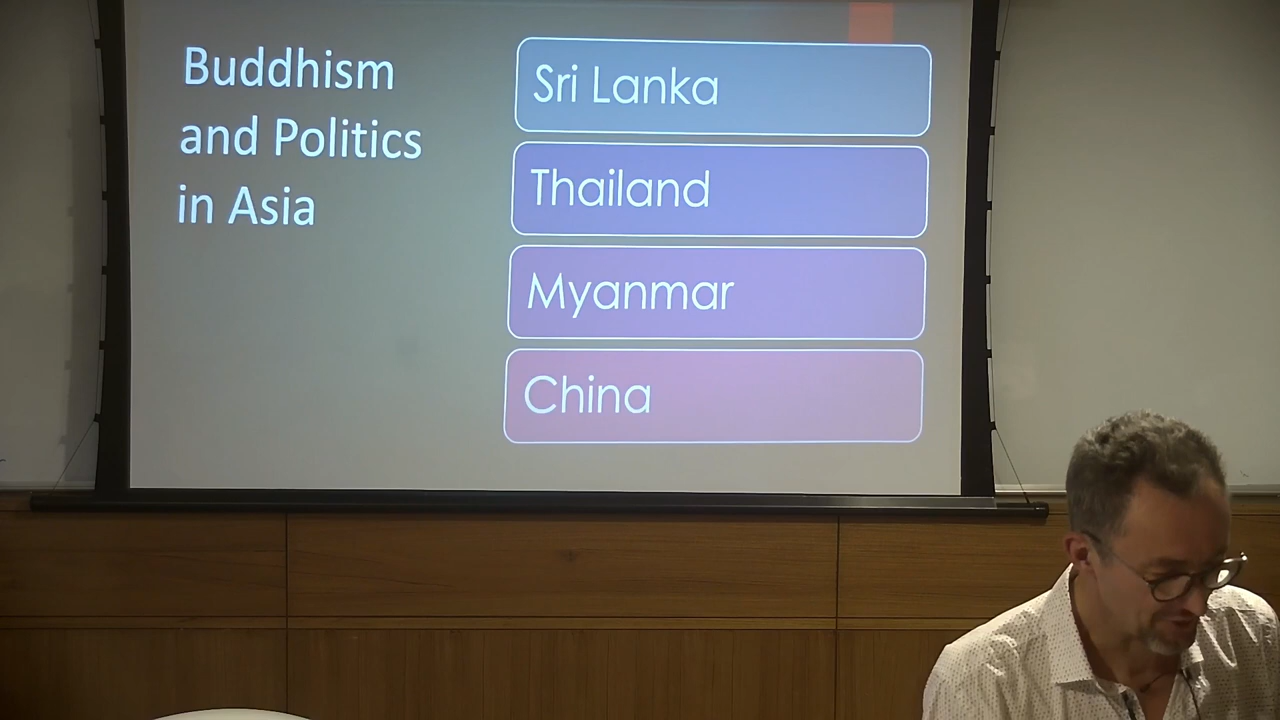 Buddhism
and Politics
in Asia
Sri Lanka
Thailand
Myanmar
China